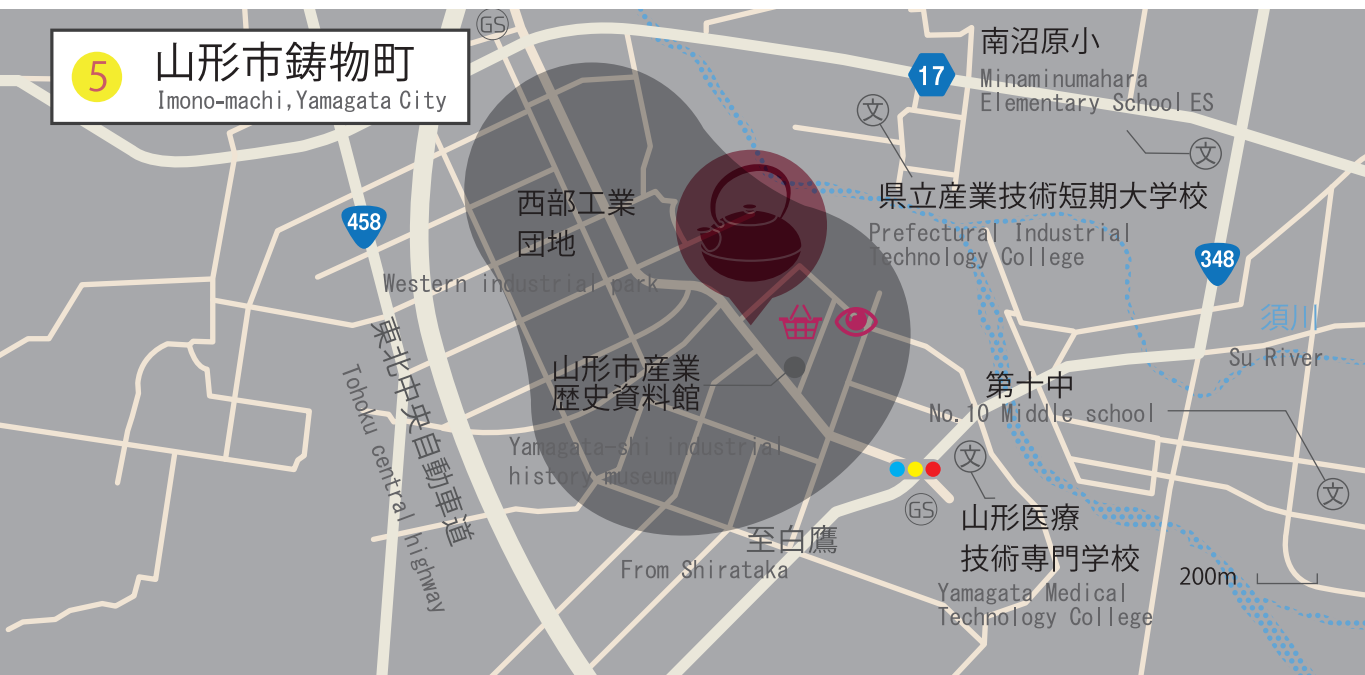 5
山形市鋳物町
Imono-machi,Yamagata City
GS
17
南沼原小
Minaminumahara
Elementary School ES
文
文
県立産業技術短期大学校
Prefectural Industrial
Technology College
西部工業
団地
Western industrial park
458
348
須川
Su River
東北中央自動車道
Tohoku central highway
山形市産業
歴史資料館
Yamagata-shi industrial
history museum
第十中
No.10 Middle school
文
文
GS
山形医療
技術専門学校
Yamagata Medical
Technology College
至白鷹
From Shirataka
200m